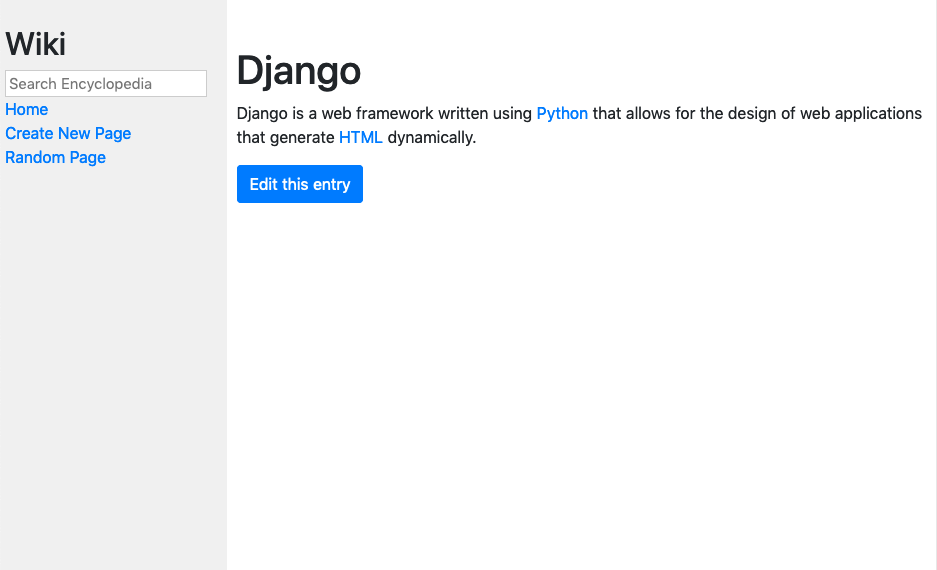 Wiki
Search Encyclopedia
Home
Create New Page
Random Page
Django
Django is a web framework written using Python that allows for the design of web applications
that generate HTML dynamically.
Edit this entry